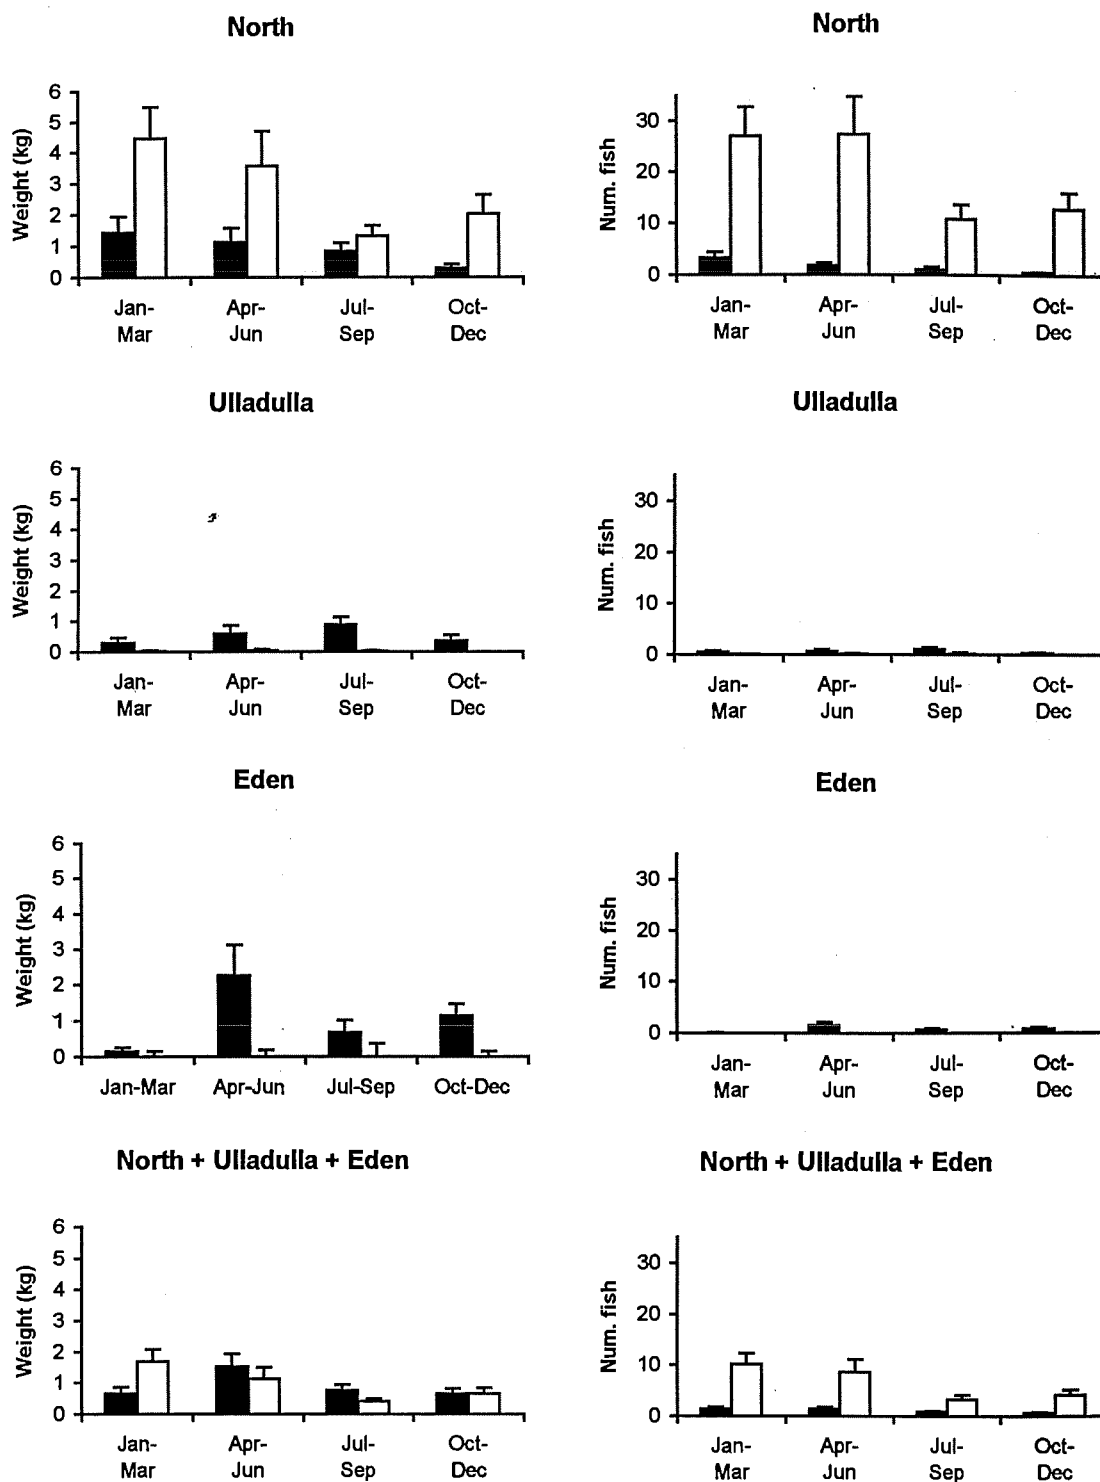 North
Weight (kg)
6
5
4
3
2
1
0
Jan-
Mar
Apr-
Jun
Jul-
Sep
Oct-
Dec
North
Num. fish
30
20
10
0
Jan-
Mar
Apr-
Jun
Jul-
Sep
Oct-
Dec
Ulladulla
Weight (kg)
6
5
4
3
2
1
0
Jan-
Mar
Apr-
Jun
Jul-
Sep
Oct-
Dec
Ulladulla
Num. fish
30
20
10
0
Jan-
Mar
Apr-
Jun
Jul-
Sep
Oct-
Dec
Eden
Weight (kg)
6
5
4
3
2
1
0
Jan-Mar
Apr-Jun
Jul-Sep
Oct-Dec
Eden
Num. fish
30
20
10
0
Jan-
Mar
Apr-
Jun
Jul-
Sep
Oct-
Dec
North + Ulladulla + Eden
Weight (kg)
6
5
4
3
2
1
0
Jan-
Mar
Apr-
Jun
Jul-
Sep
Oct-
Dec
North + Ulladulla + Eden
Num. fish
30
20
10
0
Jan-
Mar
Apr-
Jun
Jul-
Sep
Oct-
Dec